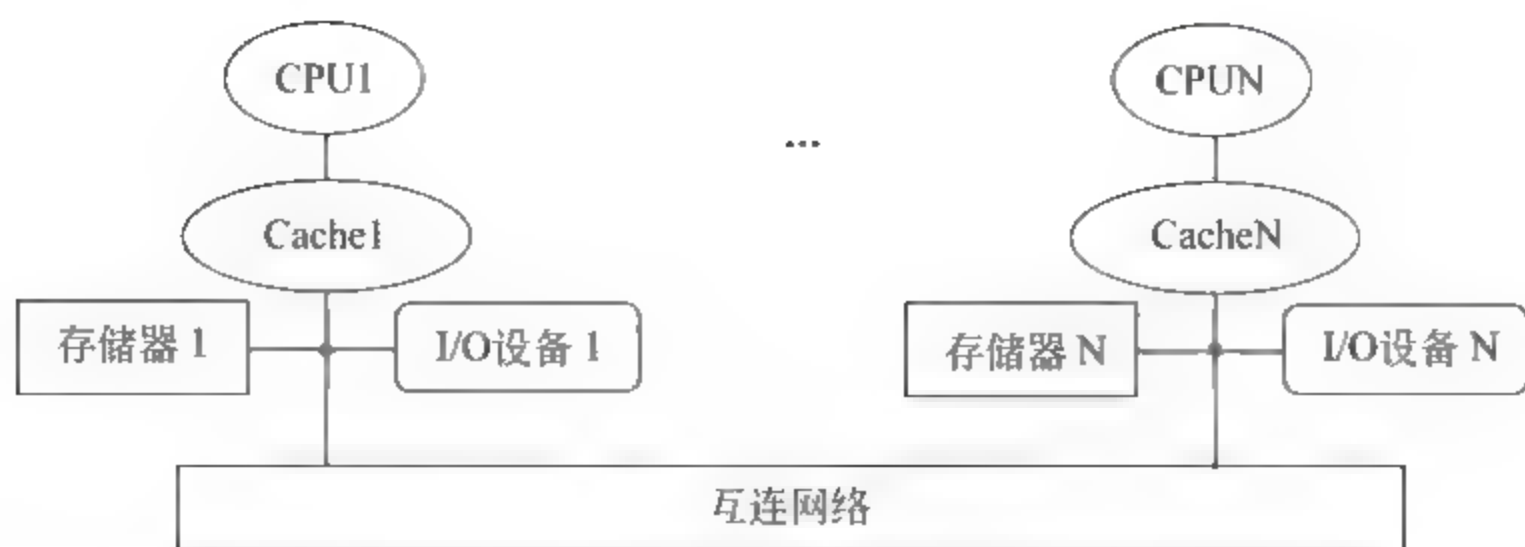 CPU1
CPUN
...
Cache1
CacheN
存储器 1
I/O设备 1
存储器 N
I/O设备 N
互连网络